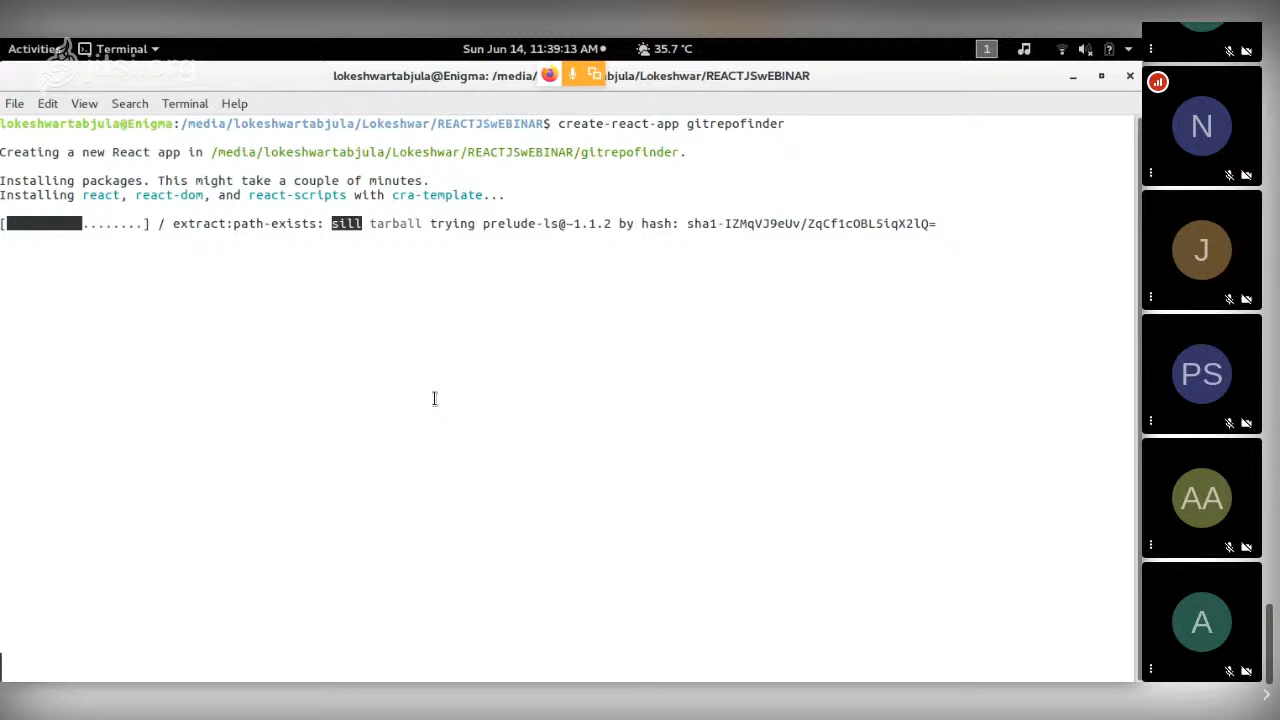 Activities
Terminal
Sun Jun 14, 11:39:13 AM
35.7 °C
1
jitsi.org
lokeshwartabjula@Enigma: /media/
abjula/Lokeshwar/REACTJSwEBINAR
File Edit View Search Terminal Help
lokeshwartabjula@Enigma:/media/lokeshwartabjula/Lokeshwar/REACTJSwEBINAR$ create-react-app gitrepofinder
Creating a new React app in /media/lokeshwartabjula/Lokeshwar/REACTJSwEBINAR/gitrepofinder.
Installing packages. This might take a couple of minutes.
Installing react, react-dom, and react-scripts with cra-template...
[ ........] / extract:path-exists: sill tarball trying prelude-ls@~1.1.2 by hash: sha1-IZMqVJ9eUv/ZqCf1cOBL5iqX2lQ=
N
J
PS
AA
A